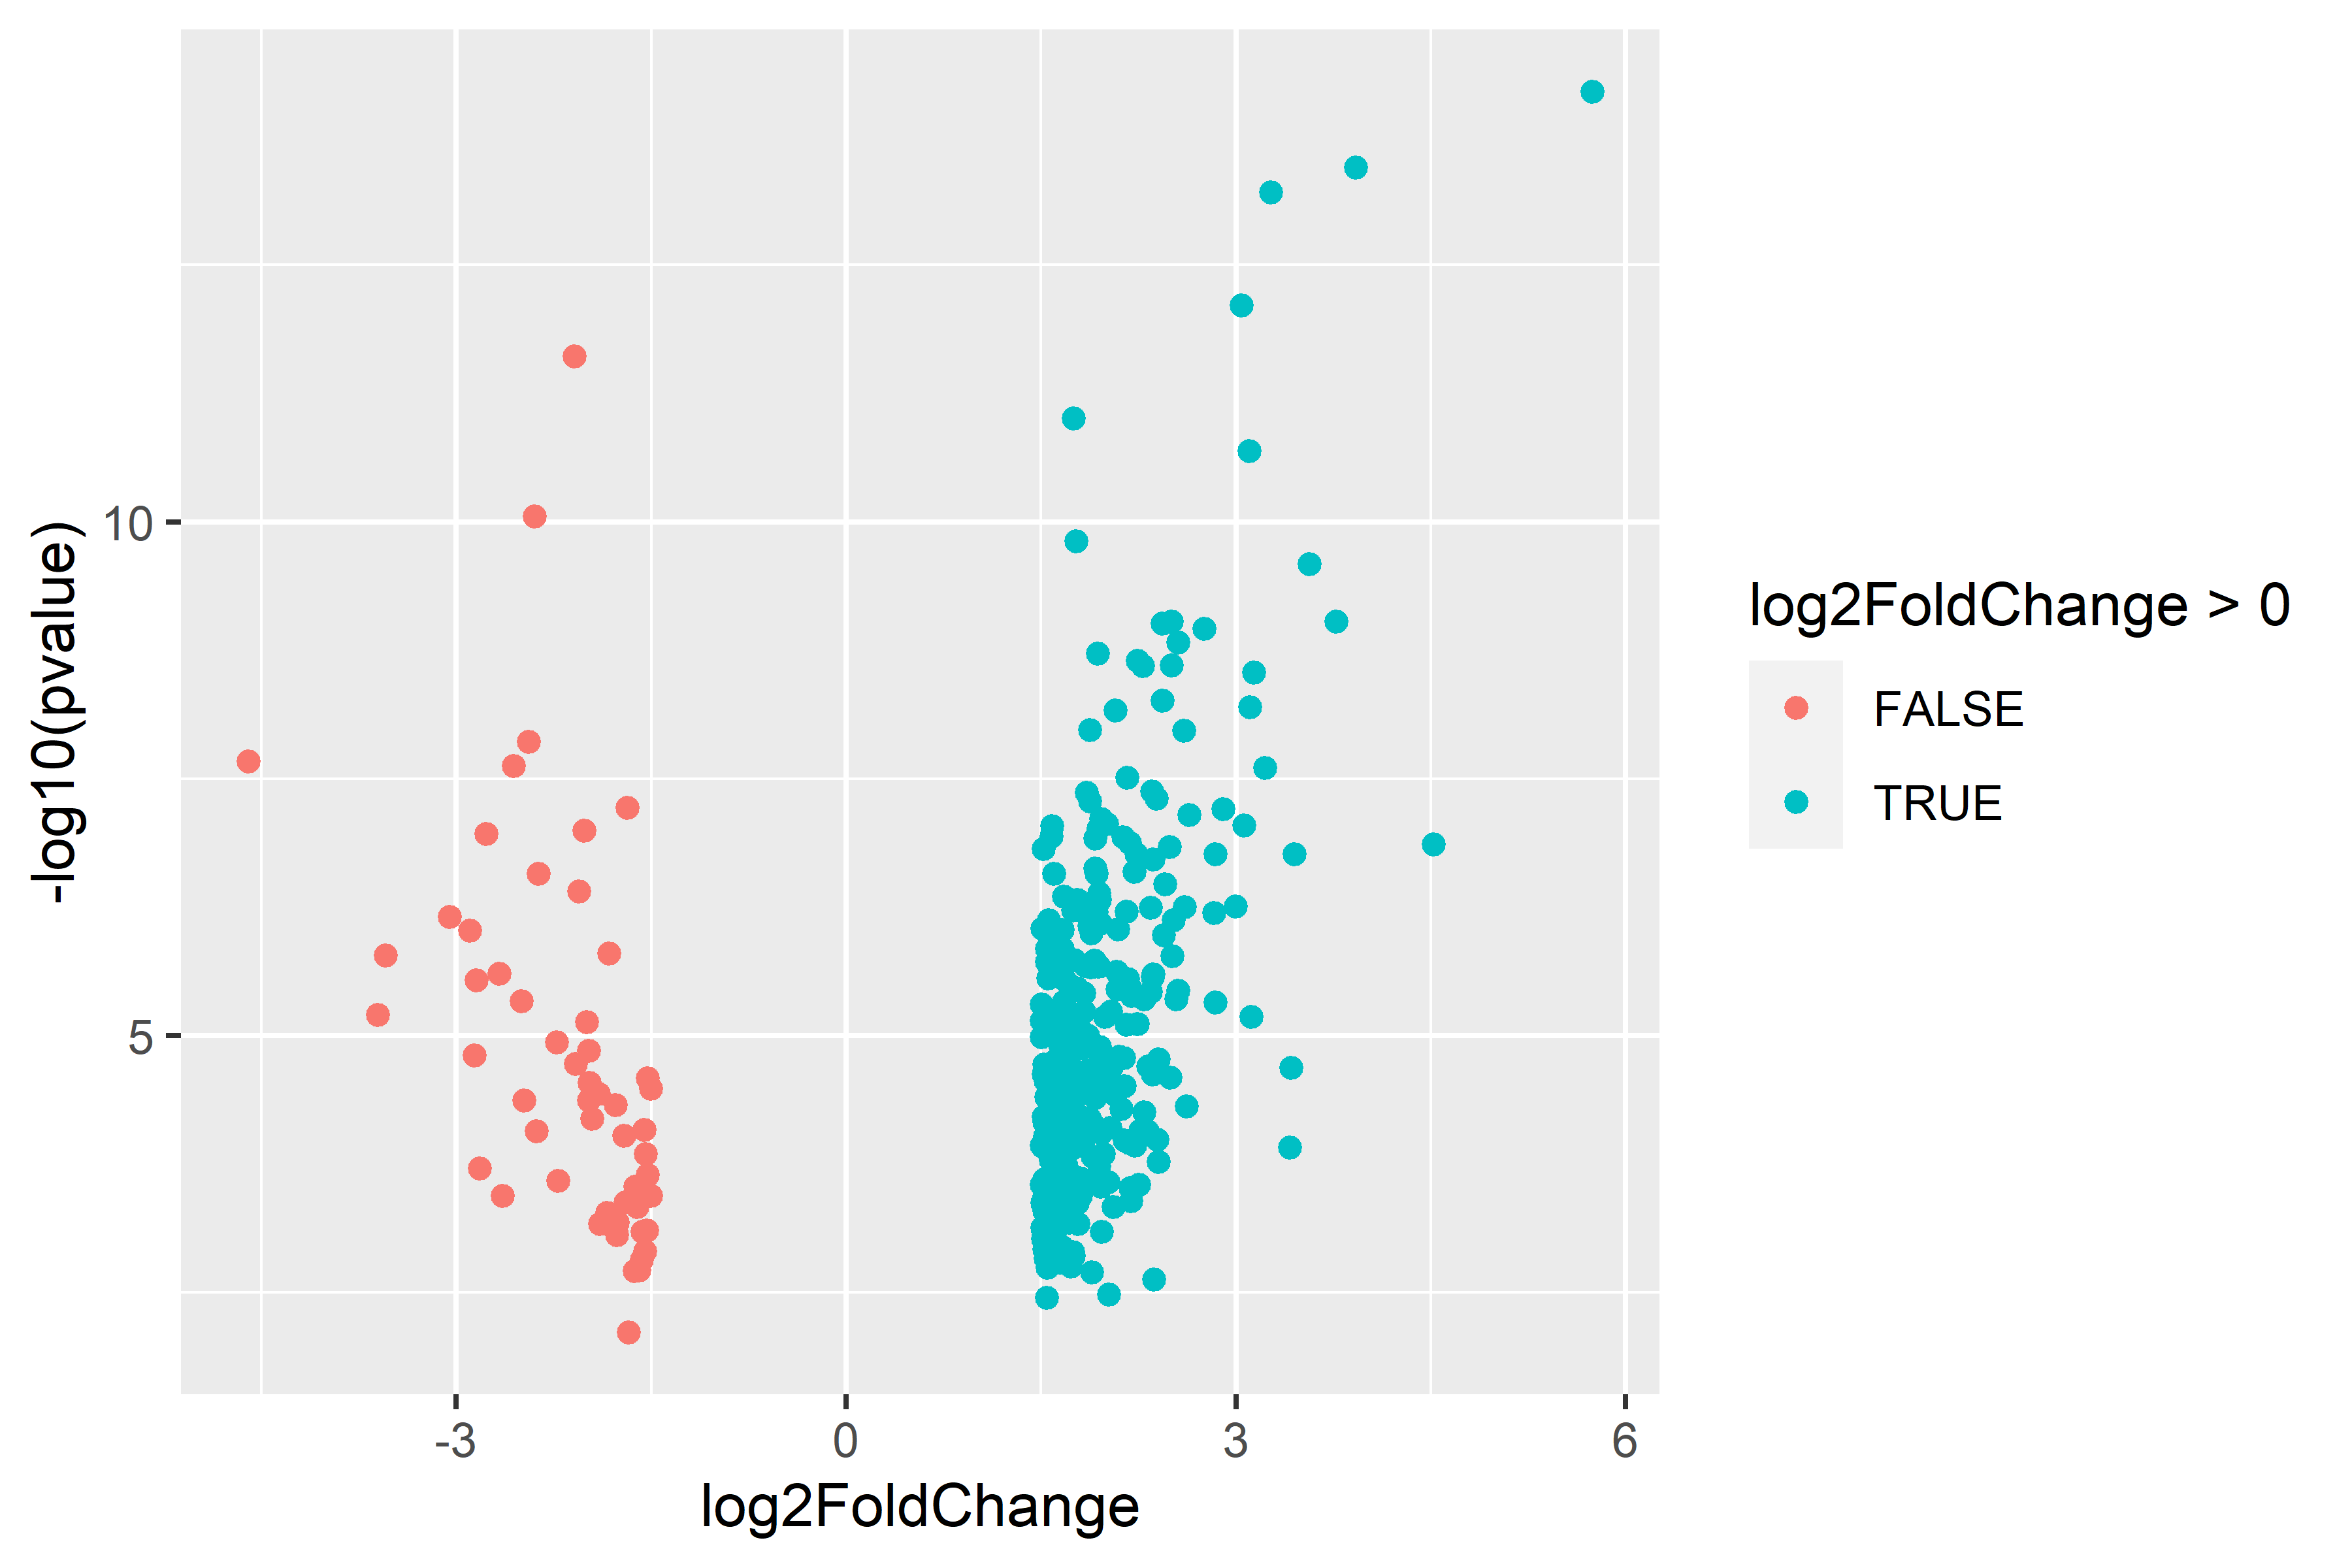 -log10(pvalue)
10
5
-3
0
3
6
log2FoldChange
log2FoldChange > 0
FALSE
TRUE